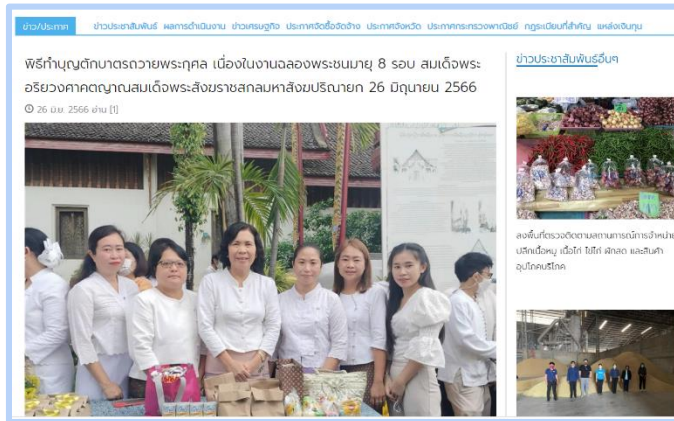 ข่าว/ประกาศ ข่าวประชาสัมพันธ์ ผลการดำเนินงาน ข่าวเศรษฐกิจ ประกาศจัดซื้อจัดจ้าง ประกาศจังหวัด ประกาศกระทรวงพาณิชย์ กฎระเบียบที่สำคัญ แหล่งเงินทุน
พิธีทำบุญตักบาตรถวายพระกุศล เนื่องในงานฉลองพระชนมายุ 8 รอบ สมเด็จพระ
อริยวงศาคตญาณสมเด็จพระสังฆราชสกลมหาสังฆปริณายก 26 มิถุนายน 2566
26 มิ.ย. 2566 อ่าน [1]
ข่าวประชาสัมพันธ์อื่นๆ
ลงพื้นที่ตรวจติดตามสถานการณ์การจำหน่าย
ปลีกเนื้อหมู เนื้อไก่ ไข่ไก่ ผักสด และสินค้า
อุปโภคบริโภค